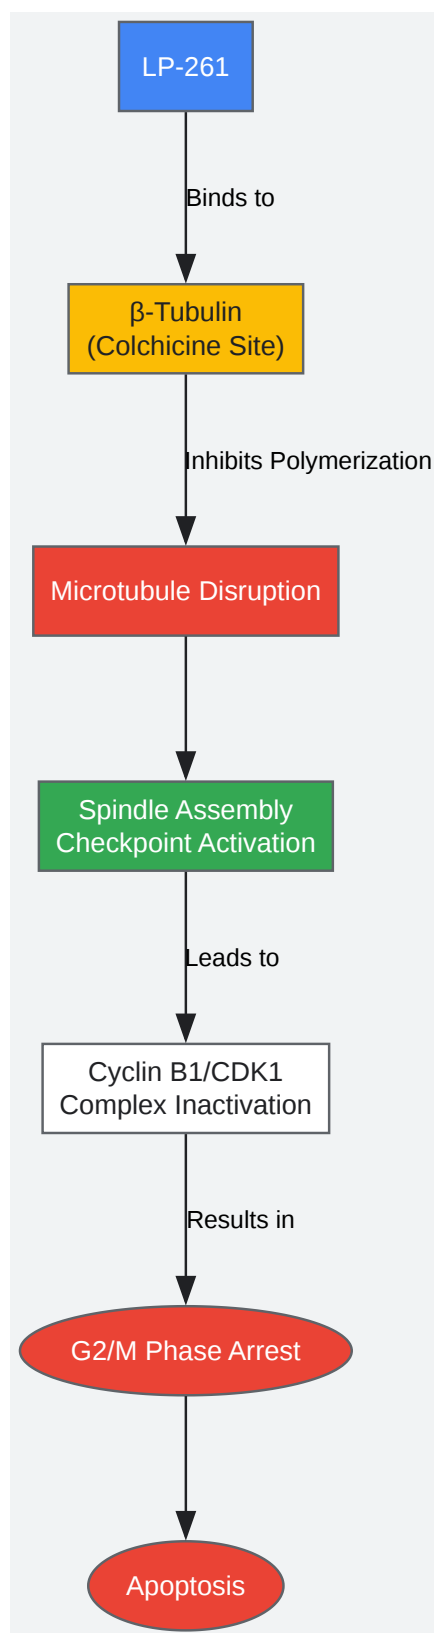 LP-261
Binds to
β-Tubulin
(Colchicine Site)
Inhibits Polymerization
Microtubule Disruption
Spindle Assembly
Checkpoint Activation
Leads to
Cyclin B1/CDK1
Complex Inactivation
Results in
G2/M Phase Arrest
Apoptosis